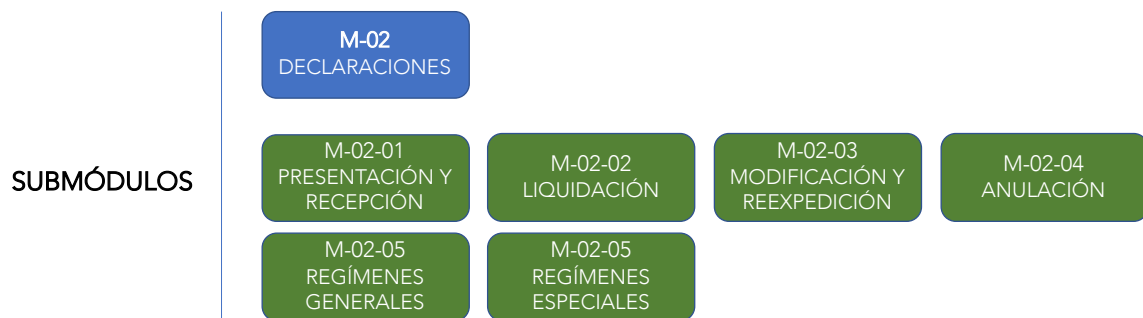 M-02
DECLARACIONES
SUBMÓDULOS
M-02-01
PRESENTACIÓN Y
RECEPCIÓN
M-02-02
LIQUIDACIÓN
M-02-03
MODIFICACIÓN Y
REEXPEDICIÓN
M-02-04
ANULACIÓN
M-02-05
REGÍMENES
GENERALES
M-02-05
REGÍMENES
ESPECIALES